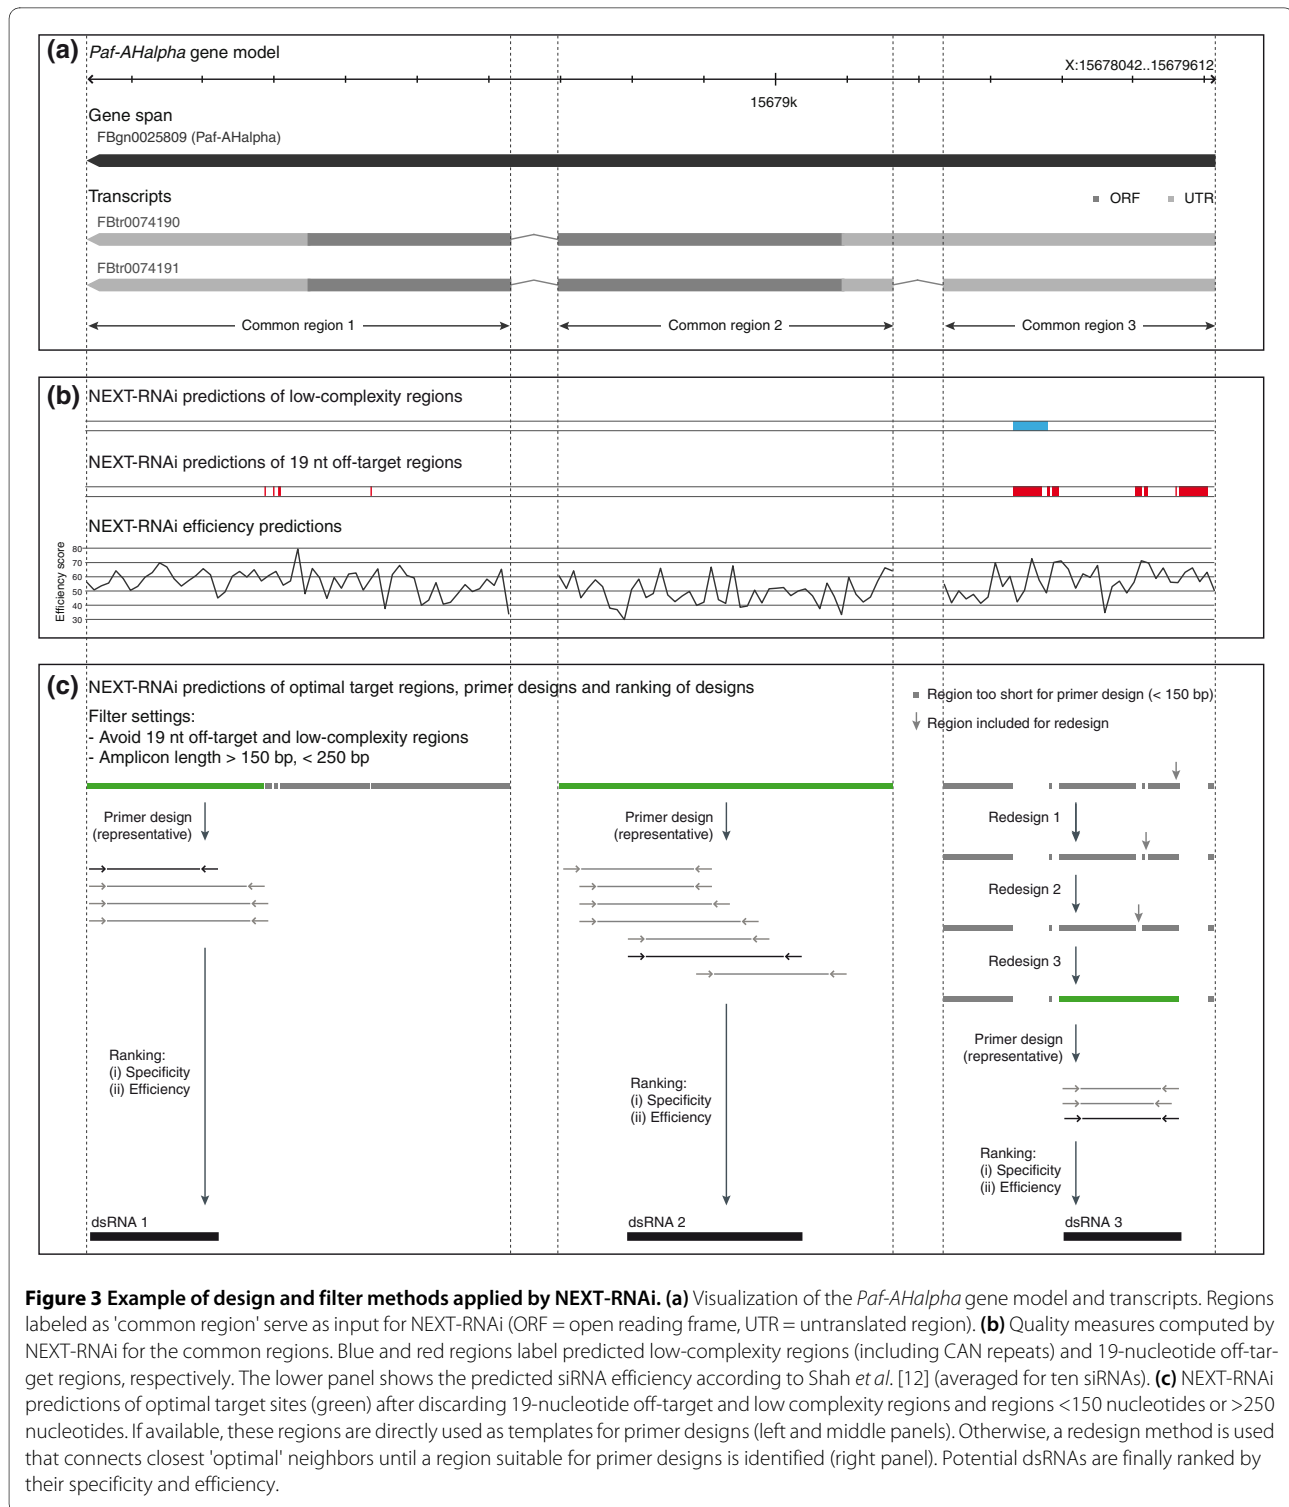 (a) Paf-AHalpha gene model
X:15678042..15679612
15679k
Gene span
FBgn0025809 (Paf-AHalpha)
Transcripts
ORF UTR
FBtr0074190
FBtr0074191
Common region 1 Common region 2 Common region 3
(b) NEXT-RNAi predictions of low-complexity regions
NEXT-RNAi predictions of 19 nt off-target regions
NEXT-RNAi efficiency predictions
Efficiency score
80
70
60
50
40
30
(c) NEXT-RNAi predictions of optimal target regions, primer designs and ranking of designs
Region too short for primer design (< 150 bp)
Region included for redesign
Filter settings:
- Avoid 19 nt off-target and low-complexity regions
- Amplicon length > 150 bp, < 250 bp
Primer design
(representative)
Ranking:
(i) Specificity
(ii) Efficiency
dsRNA 1
Primer design
(representative)
Ranking:
(i) Specificity
(ii) Efficiency
dsRNA 2
Redesign 1
Redesign 2
Redesign 3
Primer design
(representative)
Ranking:
(i) Specificity
(ii) Efficiency
dsRNA 3
Figure 3 Example of design and filter methods applied by NEXT-RNAi. (a) Visualization of the Paf-AHalpha gene model and transcripts. Regions
labeled as 'common region' serve as input for NEXT-RNAi (ORF = open reading frame, UTR = untranslated region). (b) Quality measures computed by
NEXT-RNAi for the common regions. Blue and red regions label predicted low-complexity regions (including CAN repeats) and 19-nucleotide off-tar-
get regions, respectively. The lower panel shows the predicted siRNA efficiency according to Shah et al. [12] (averaged for ten siRNAs). (c) NEXT-RNAi
predictions of optimal target sites (green) after discarding 19-nucleotide off-target and low complexity regions and regions <150 nucleotides or >250
nucleotides. If available, these regions are directly used as templates for primer designs (left and middle panels). Otherwise, a redesign method is used
that connects closest 'optimal' neighbors until a region suitable for primer designs is identified (right panel). Potential dsRNAs are finally ranked by
their specificity and efficiency.